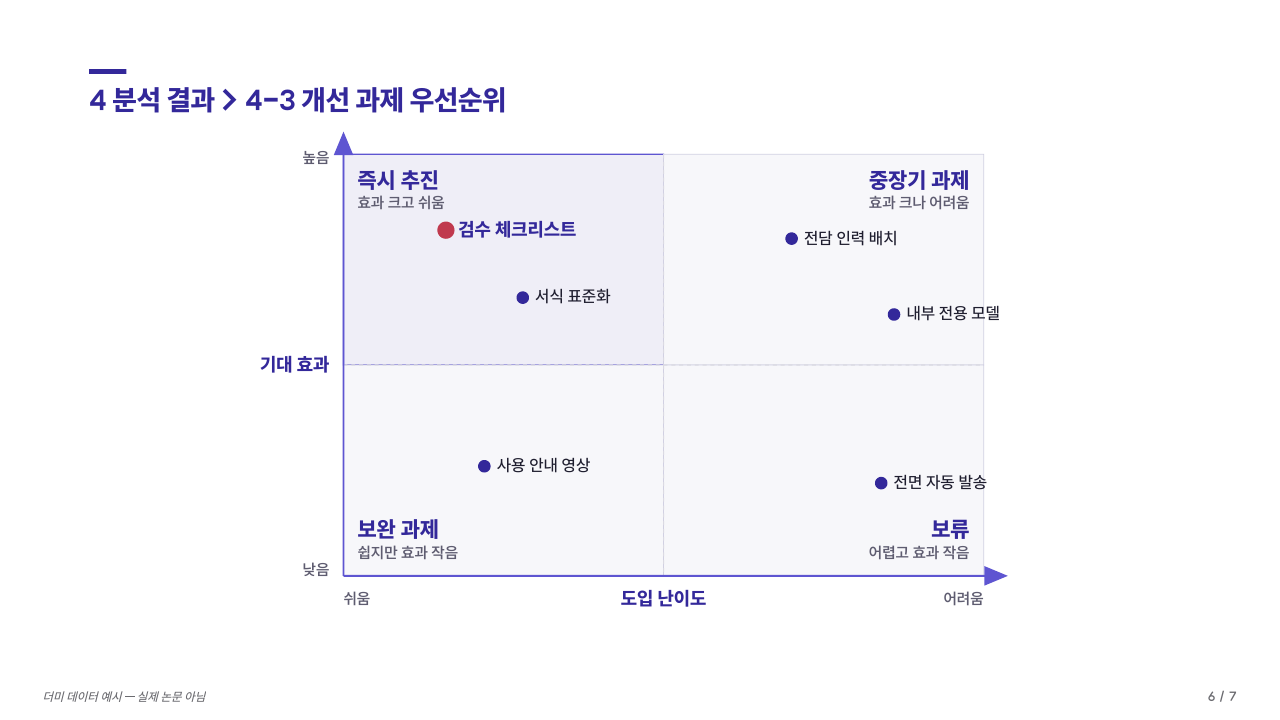 4 분석 결과 > 4-3 개선 과제 우선순위
높음
즉시 추진
효과 크고 쉬움
검수 체크리스트
서식 표준화
중장기 과제
효과 크나 어려움
전담 인력 배치
내부 전용 모델
기대 효과
사용 안내 영상
보완 과제
쉽지만 효과 작음
전면 자동 발송
보류
어렵고 효과 작음
낮음
쉬움
도입 난이도
어려움
더미 데이터 예시 — 실제 논문 아님
6 / 7